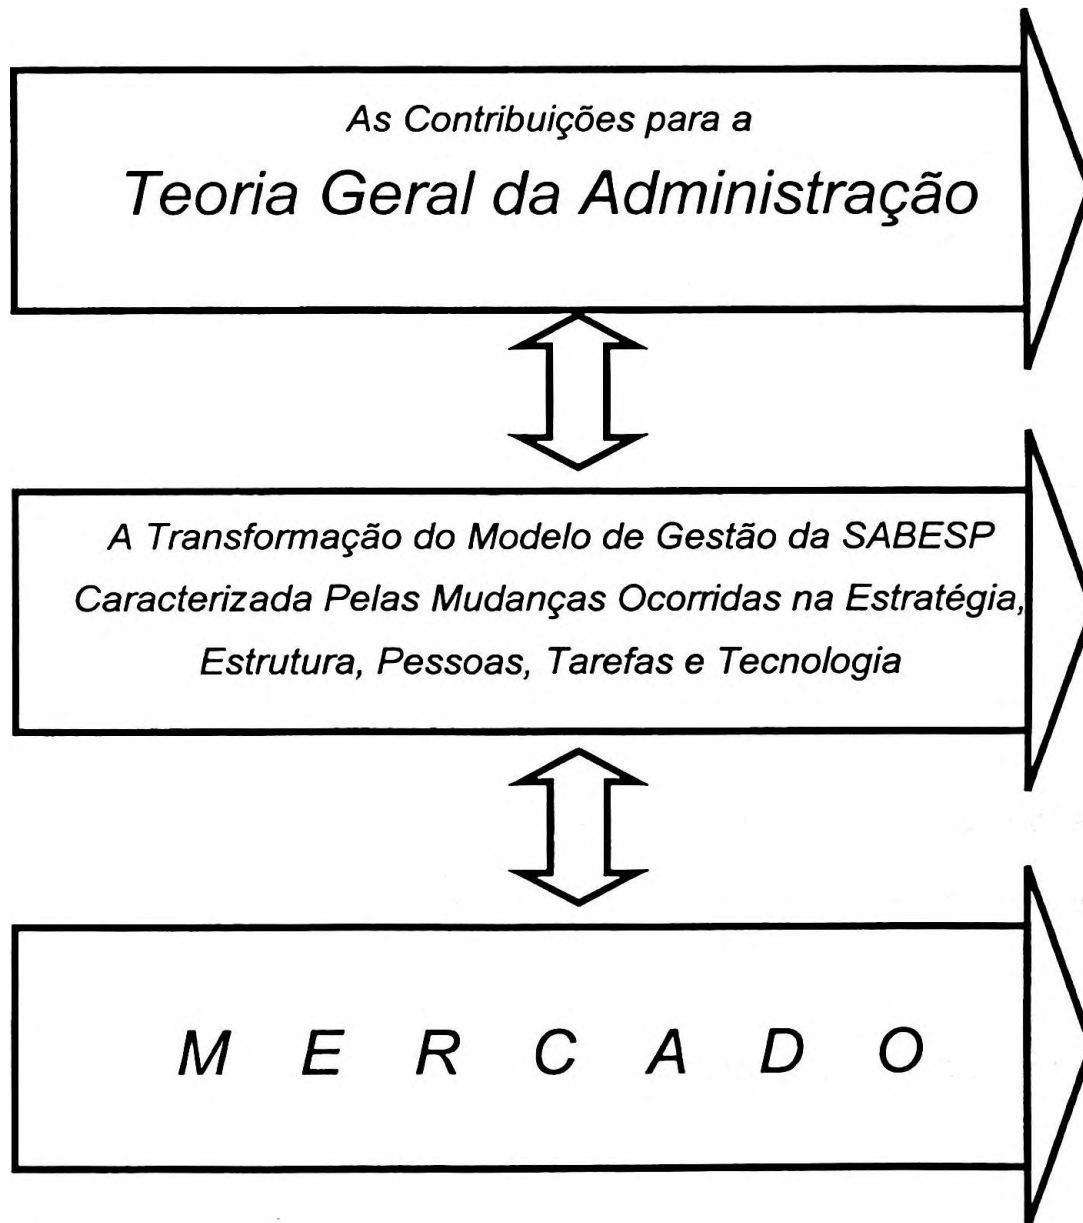 As Contribuições para a
Teoria Geral da Administração
A Transformação do Modelo de Gestão da SABESP
Caracterizada Pelas Mudanças Ocorridas na Estratégia,
Estrutura, Pessoas, Tarefas e Tecnologia
M E R C A D O